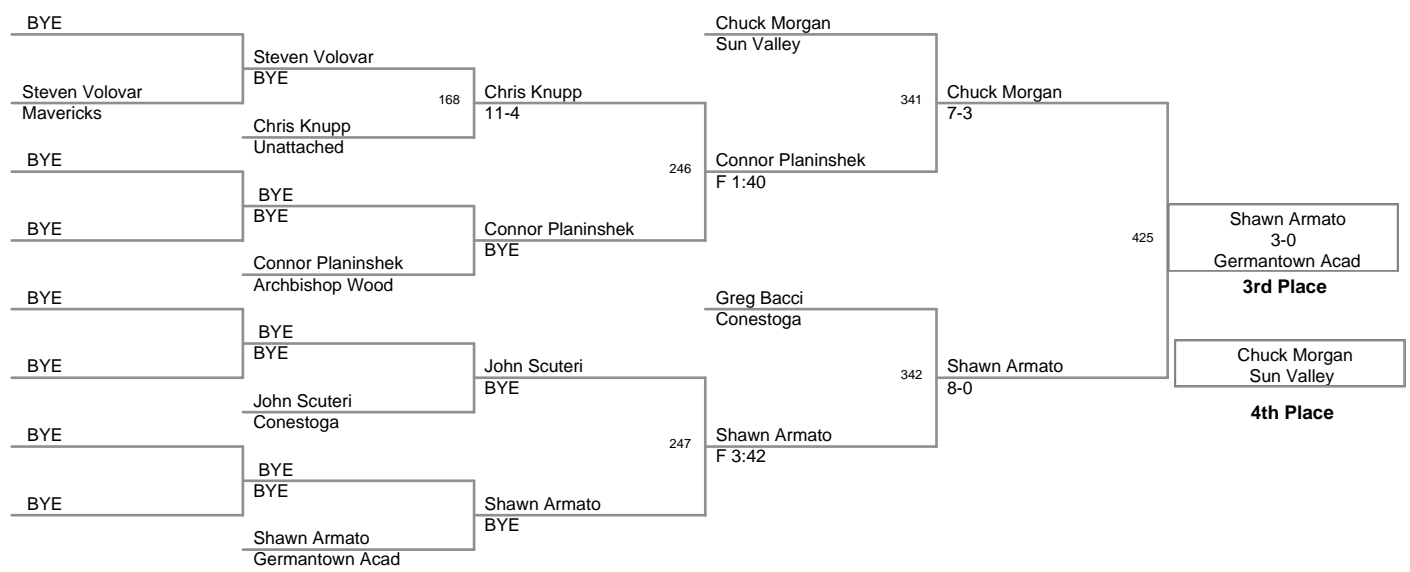 BYE
Steven Volovar
Mavericks
BYE
BYE
BYE
BYE
BYE
BYE
Steven Volovar
BYE
Chris Knupp
Unattached
BYE
BYE
Connor Planinshek
Archbishop Wood
BYE
BYE
John Scuteri
Conestoga
BYE
BYE
Shawn Armato
Germantown Acad
168
Chris Knupp
11-4
Connor Planinshek
BYE
John Scuteri
BYE
Shawn Armato
BYE
246
247
Chuck Morgan
Sun Valley
Connor Planinshek
F 1:40
Greg Bacci
Conestoga
Shawn Armato
F 3:42
341
342
Chuck Morgan
7-3
Shawn Armato
8-0
425
Shawn Armato
3-0
Germantown Acad
3rd Place
Chuck Morgan
Sun Valley
4th Place